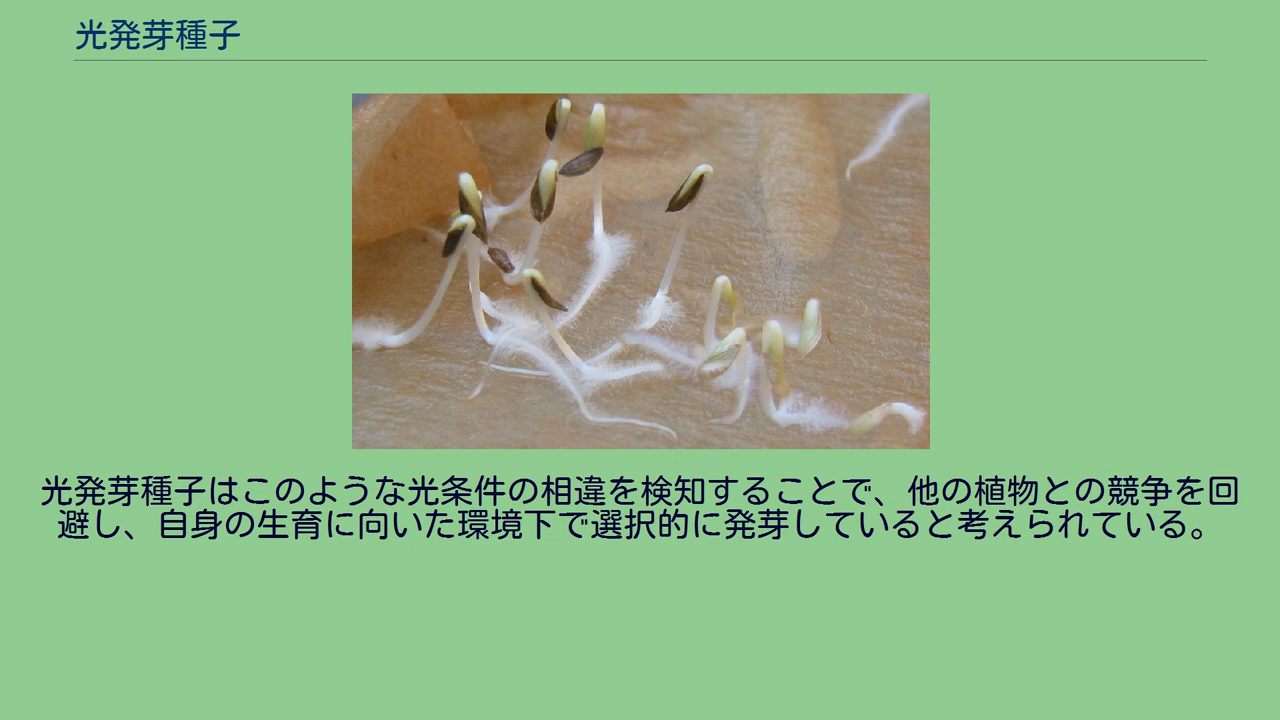 光発芽種子
光発芽種子はこのような光条件の相違を検知することで、他の植物との競争を回
避し、自身の生育に向いた環境下で選択的に発芽していると考えられている。